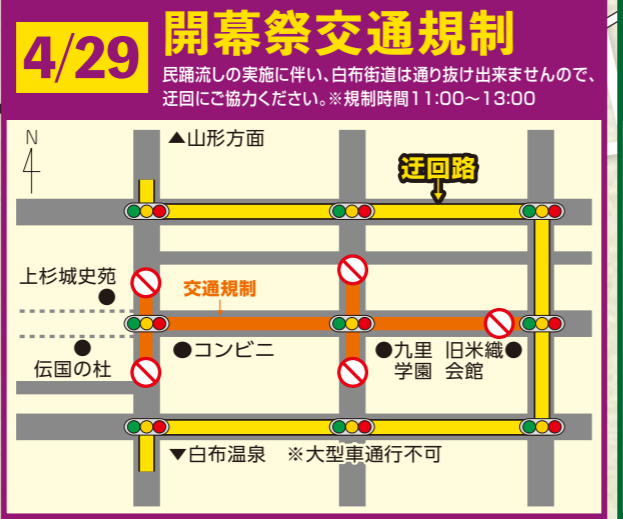 4/29
開幕祭交通規制
民踊流しの実施に伴い、白布街道は通り抜け出来ませんので、
迂回にご協力ください。※規制時間11:00～13:00
N
▲山形方面
迂回路
上杉城史苑
交通規制
●コンビニ
●九里学園
旧米織会館●
伝国の杜
▼白布温泉 ※大型車通行不可